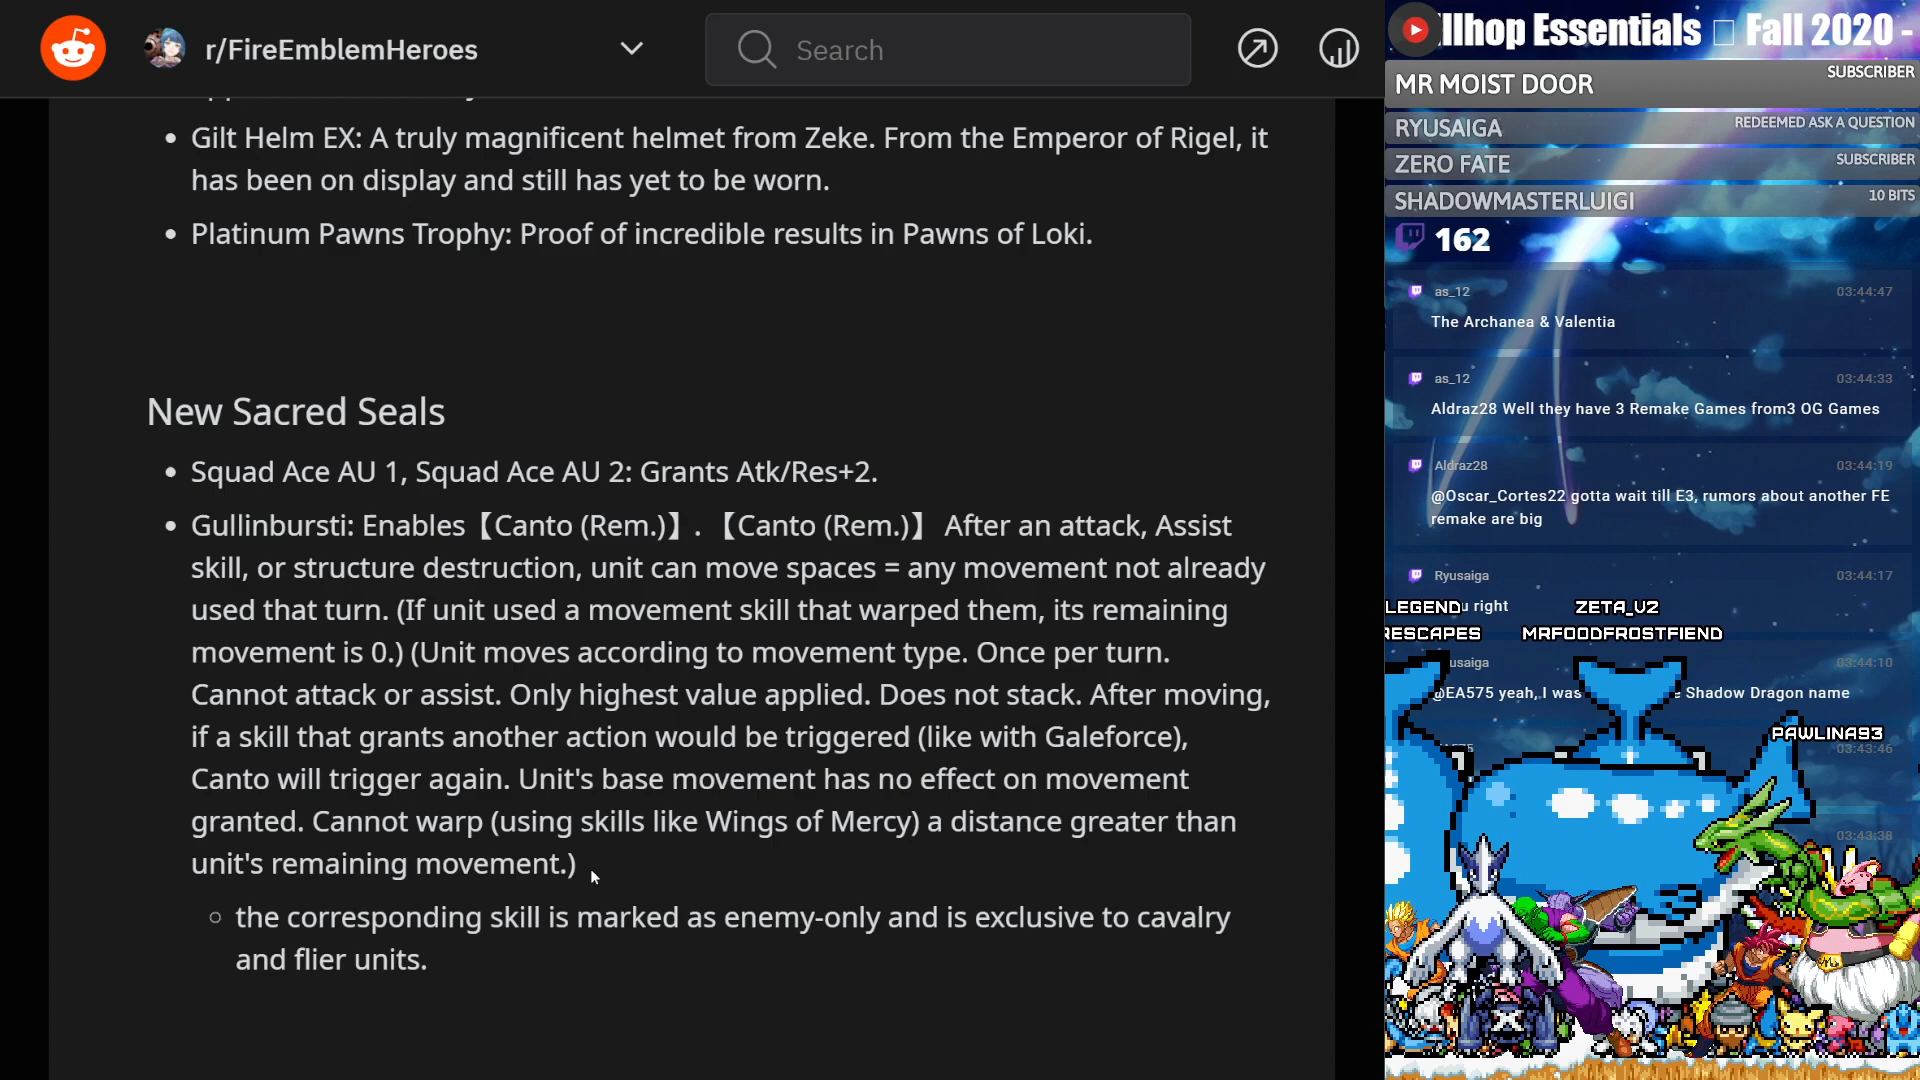 r/FireEmblemHeroes
Search
Gilt Helm EX: A truly magnificent helmet from Zeke. From the Emperor of Rigel, it
has been on display and still has yet to be worn.
Platinum Pawns Trophy: Proof of incredible results in Pawns of Loki.
New Sacred Seals
Squad Ace AU 1, Squad Ace AU 2: Grants Atk/Res+2.
Gullinbursti: Enables【Canto (Rem.)】. 【Canto (Rem.)】 After an attack, Assist
skill, or structure destruction, unit can move spaces = any movement not already
used that turn. (If unit used a movement skill that warped them, its remaining
movement is 0.) (Unit moves according to movement type. Once per turn.
Cannot attack or assist. Only highest value applied. Does not stack. After moving,
if a skill that grants another action would be triggered (like with Galeforce),
Canto will trigger again. Unit's base movement has no effect on movement
granted. Cannot warp (using skills like Wings of Mercy) a distance greater than
unit's remaining movement.)
the corresponding skill is marked as enemy-only and is exclusive to cavalry
and flier units.
llhop Essentials □ Fall 2020 -
MR MOIST DOOR SUBSCRIBER
RYUSAIGA REDEEMED ASK A QUESTION
ZERO FATE SUBSCRIBER
SHADOWMASTERLUIGI 10 BITS
162
as_12 03:44:47
The Archanea & Valentia
as_12 03:44:33
Aldraz28 Well they have 3 Remake Games from3 OG Games
Aldraz28 03:44:19
@Oscar_Cortes22 gotta wait till E3, rumors about another FE
remake are big
Ryusaiga 03:44:17
LEGEND u right ZETA_V2
RESCAPES MRFOODFROSTFIEND
usaiga 03:44:10
@EA575 yeah, I was Shadow Dragon name
PAWLINA93
03:43:46
03:43:38